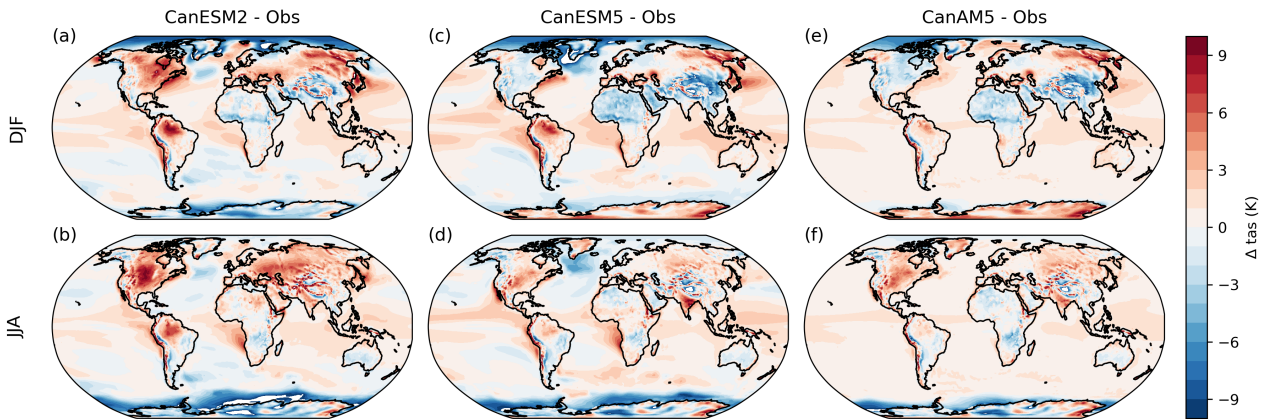 CanESM2 - Obs
CanESM5 - Obs
CanAM5 - Obs
(a)
(c)
(e)
DJF
(b)
(d)
(f)
JJA
9
6
3
0
−3
−6
−9
Δ tas (K)